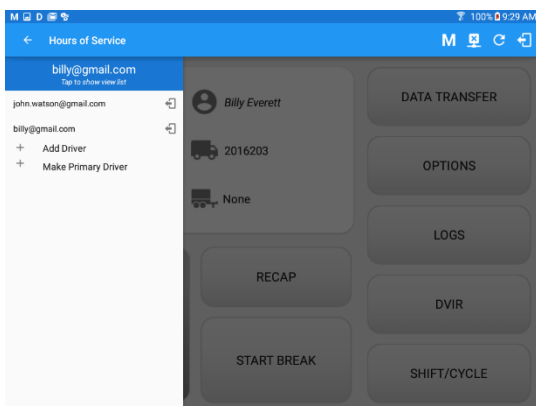 M D 100% 9:29 AM
Hours of Service M
billy@gmail.com
Tap to show view list
john.watson@gmail.com
billy@gmail.com
+ Add Driver
+ Make Primary Driver
Billy Everett
2016203
None
RECAP
START BREAK
DATA TRANSFER
OPTIONS
LOGS
DVIR
SHIFT/CYCLE